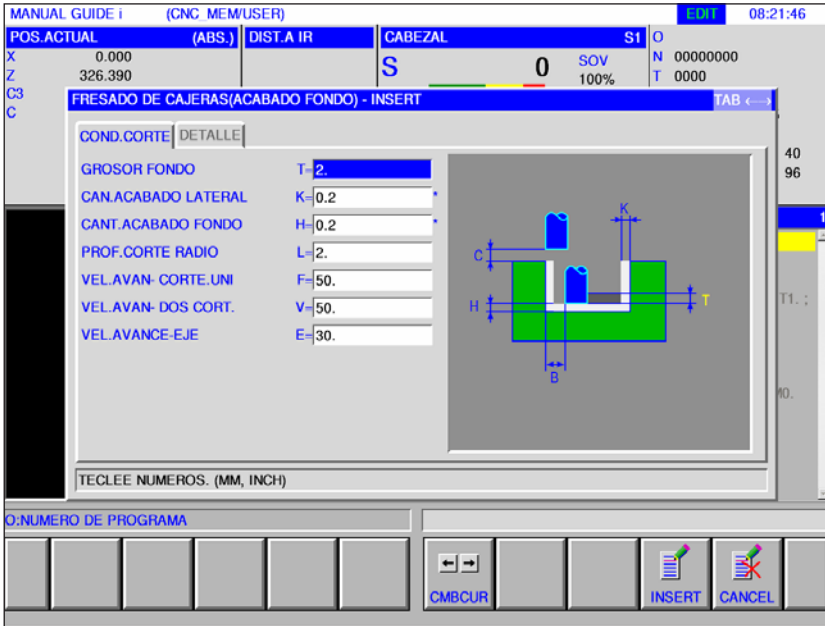 MANUAL GUIDE i (CNC_MEM/USER) EDIT 08:21:46
POS.ACTUAL (ABS.) DIST.A IR CABEZAL S1 O
X 0.000 S 0 SOV N 00000000
Z 326.390 100% T 0000
C3
C
FRESADO DE CAJERAS(ACABADO FONDO) - INSERT TAB ←→
COND.CORTE DETALLE
GROSOR FONDO T=2.
CAN.ACABADO LATERAL K=0.2 *
CANT.ACABADO FONDO H=0.2 *
PROF.CORTE RADIO L=2.
VEL.AVAN- CORTE.UNI F=50.
VEL.AVAN- DOS CORT. V=50.
VEL.AVANCE-EJE E=30.
K
C
H
T
B
40
96
1
T1. ;
M0.
TECLEE NUMEROS. (MM, INCH)
O:NUMERO DE PROGRAMA
CMBCUR INSERT CANCEL